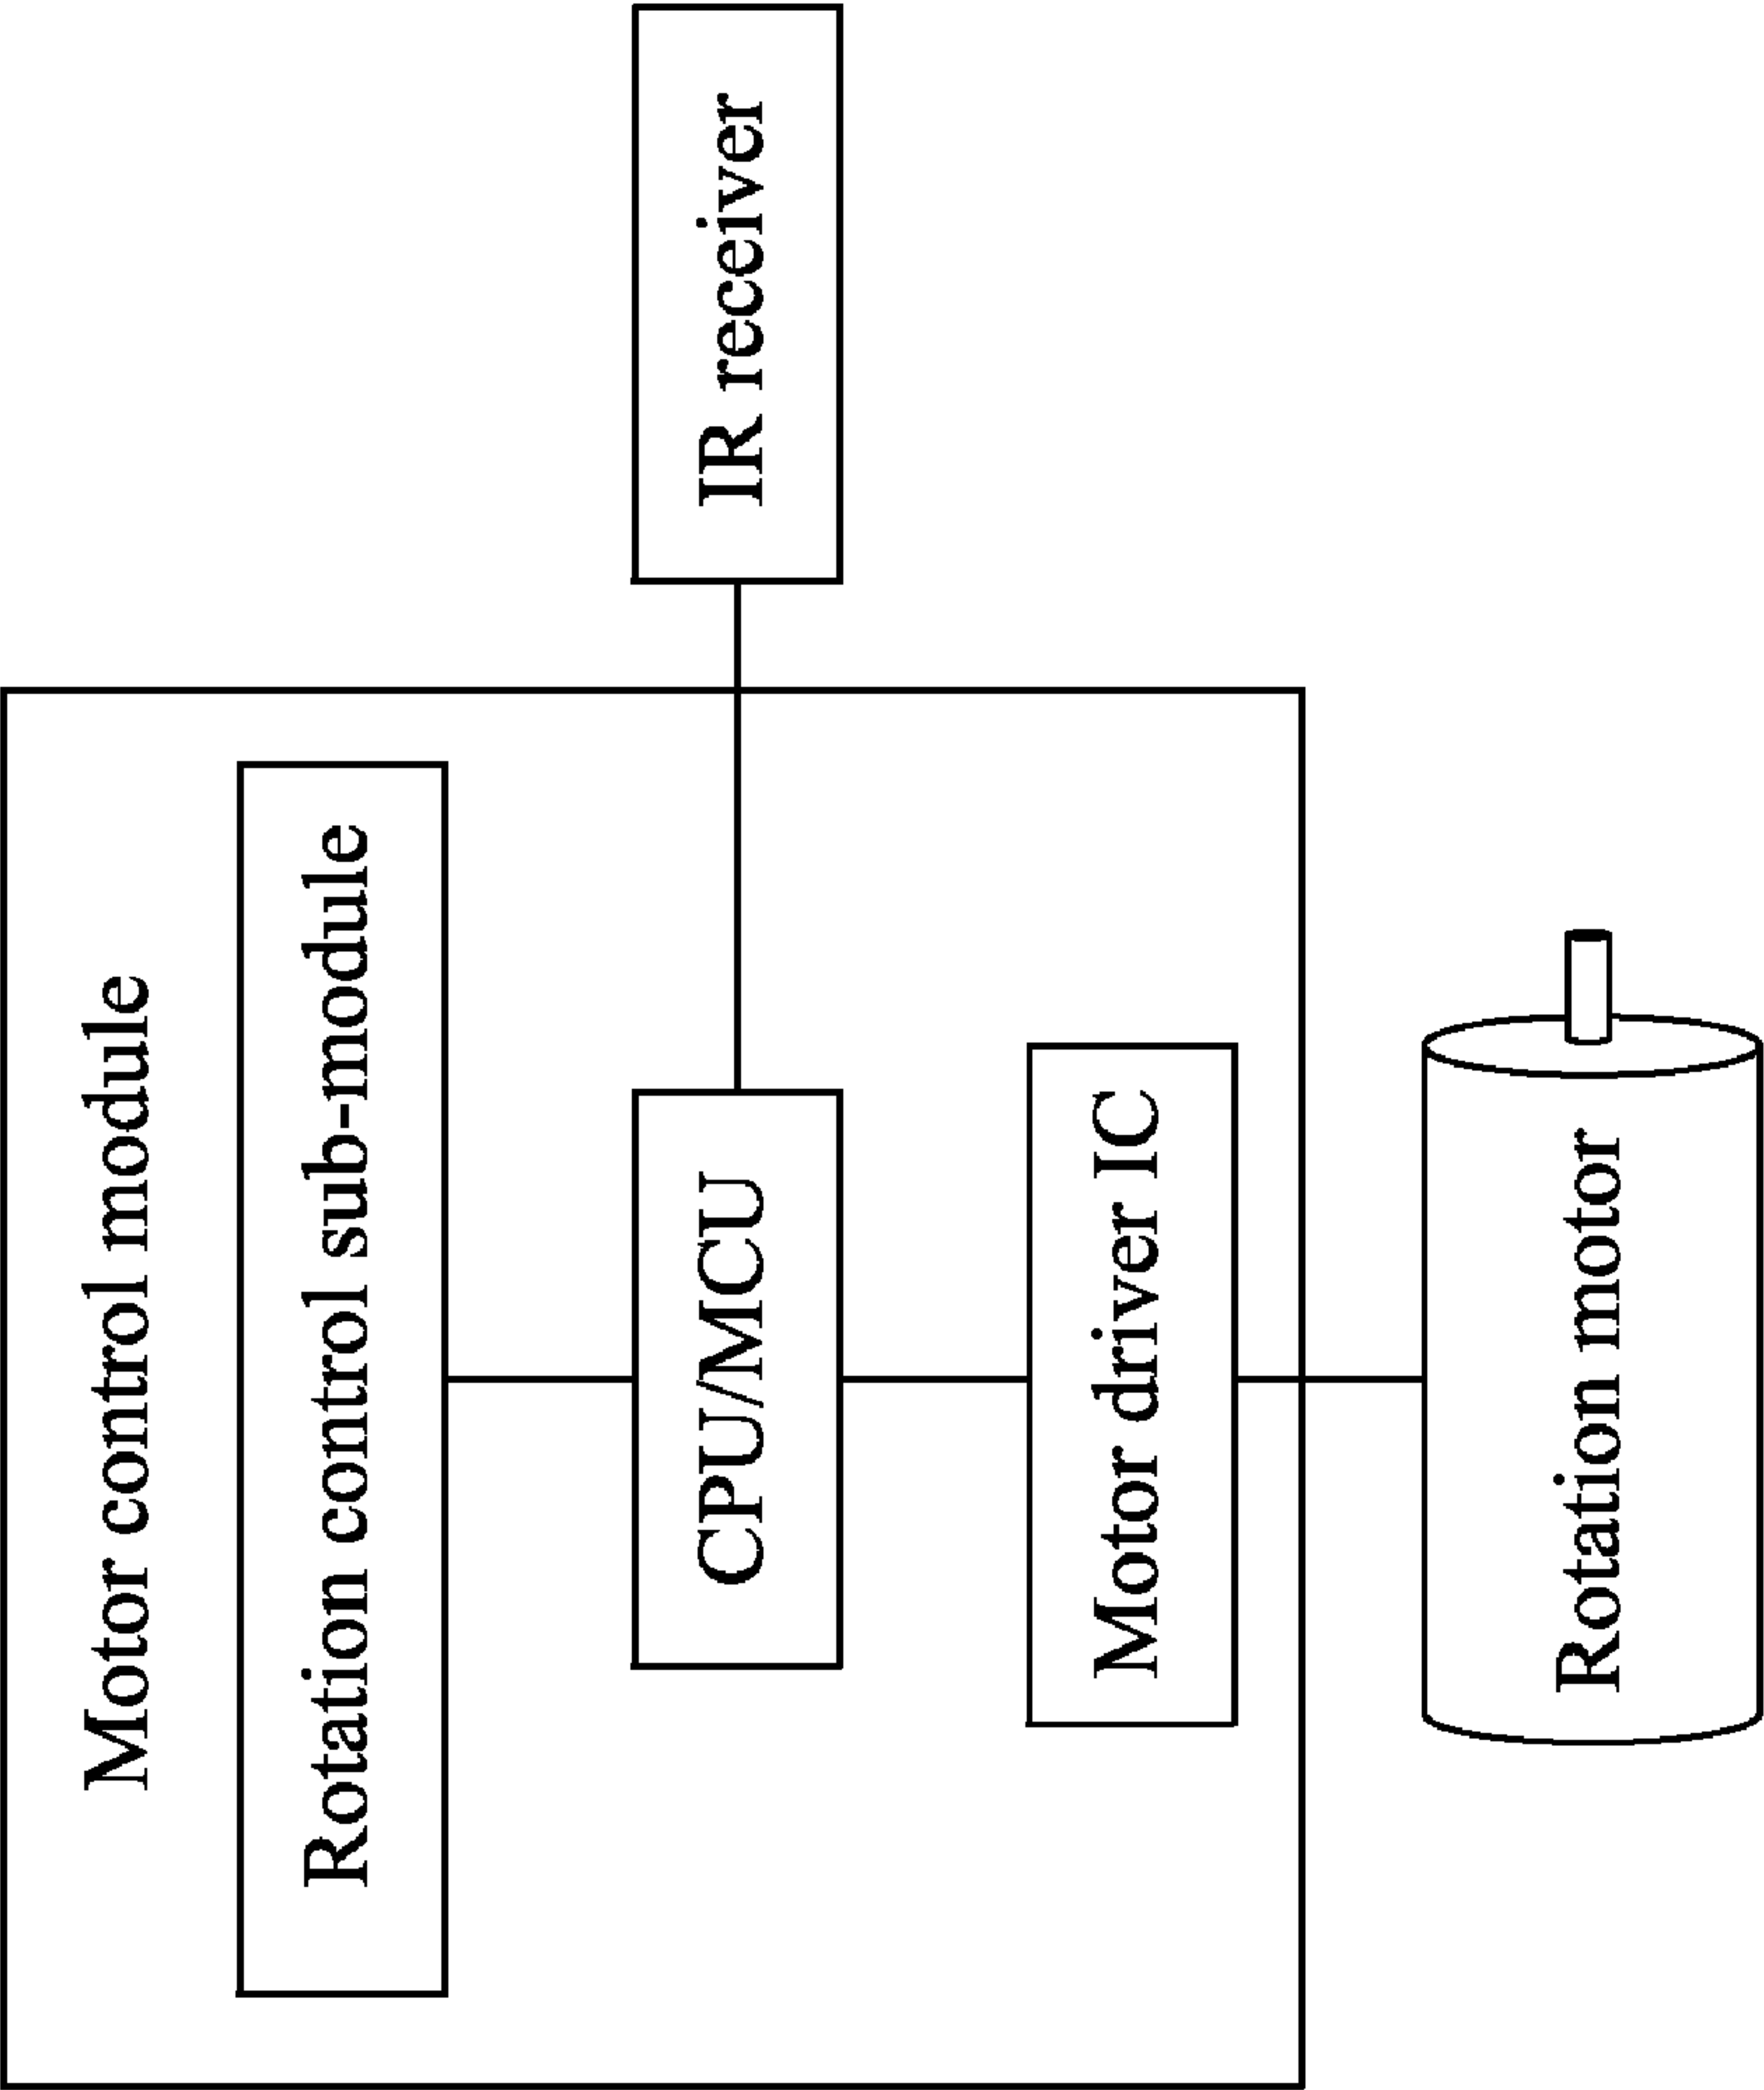 Motor control module
Rotation control sub-module
CPU/MCU
IR receiver
Motor driver IC
Rotation motor